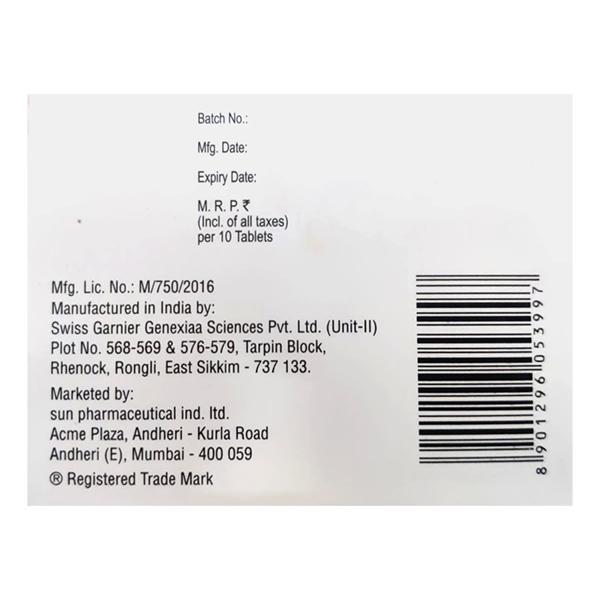 Batch No.:
Mfg. Date:
Expiry Date:
M. R. P. ₹
(Incl. of all taxes)
per 10 Tablets
Mfg. Lic. No.: M/750/2016
Manufactured in India by:
Swiss Garnier Genexiaa Sciences Pvt. Ltd. (Unit-II)
Plot No. 568-569 & 576-579, Tarpin Block,
Rhenock, Rongli, East Sikkim - 737 133.
Marketed by:
sun pharmaceutical ind. ltd.
Acme Plaza, Andheri - Kurla Road
Andheri (E), Mumbai - 400 059
® Registered Trade Mark
8 901296 053997